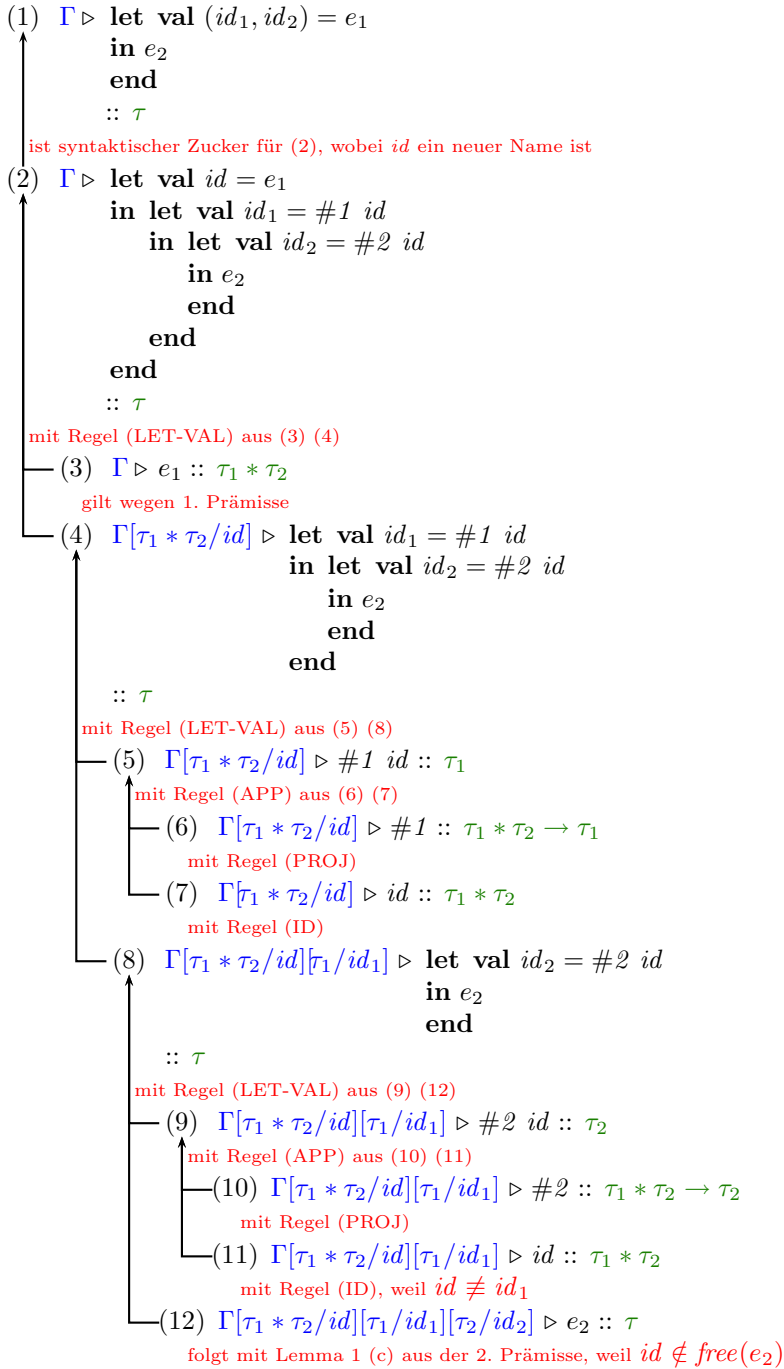 (1) Γ ▷ let val (id₁, id₂) = e₁
in e₂
end
:: τ
ist syntaktischer Zucker für (2), wobei id ein neuer Name ist
(2) Γ ▷ let val id = e₁
in let val id₁ = #1 id
in let val id₂ = #2 id
in e₂
end
end
end
:: τ
mit Regel (LET-VAL) aus (3) (4)
(3) Γ ▷ e₁ :: τ₁ * τ₂
gilt wegen 1. Prämisse
(4) Γ[τ₁ * τ₂/id] ▷ let val id₁ = #1 id
in let val id₂ = #2 id
in e₂
end
end
:: τ
mit Regel (LET-VAL) aus (5) (8)
(5) Γ[τ₁ * τ₂/id] ▷ #1 id :: τ₁
mit Regel (APP) aus (6) (7)
(6) Γ[τ₁ * τ₂/id] ▷ #1 :: τ₁ * τ₂ → τ₁
mit Regel (PROJ)
(7) Γ[τ₁ * τ₂/id] ▷ id :: τ₁ * τ₂
mit Regel (ID)
(8) Γ[τ₁ * τ₂/id][τ₁/id₁] ▷ let val id₂ = #2 id
in e₂
end
:: τ
mit Regel (LET-VAL) aus (9) (12)
(9) Γ[τ₁ * τ₂/id][τ₁/id₁] ▷ #2 id :: τ₂
mit Regel (APP) aus (10) (11)
(10) Γ[τ₁ * τ₂/id][τ₁/id₁] ▷ #2 :: τ₁ * τ₂ → τ₂
mit Regel (PROJ)
(11) Γ[τ₁ * τ₂/id][τ₁/id₁] ▷ id :: τ₁ * τ₂
mit Regel (ID), weil id ≢ id₁
(12) Γ[τ₁ * τ₂/id][τ₁/id₁][τ₂/id₂] ▷ e₂ :: τ
folgt mit Lemma 1 (c) aus der 2. Prämisse, weil id ∉ free(e₂)